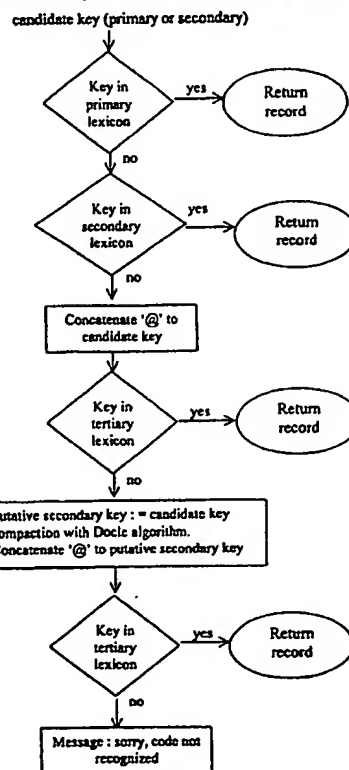 candidate key (primary or secondary)
Key in
primary
lexicon
yes
Return
record
no
Key in
secondary
lexicon
yes
Return
record
no
Concatenate '@' to
candidate key
Key in
tertiary
lexicon
yes
Return
record
no
utative secondary key : = candidate key
ompaction with Docle algorithm.
oncatenate '@' to putative secondary key
Key in
tertiary
lexicon
yes
Return
record
no
Message : sorry, code not
recognized